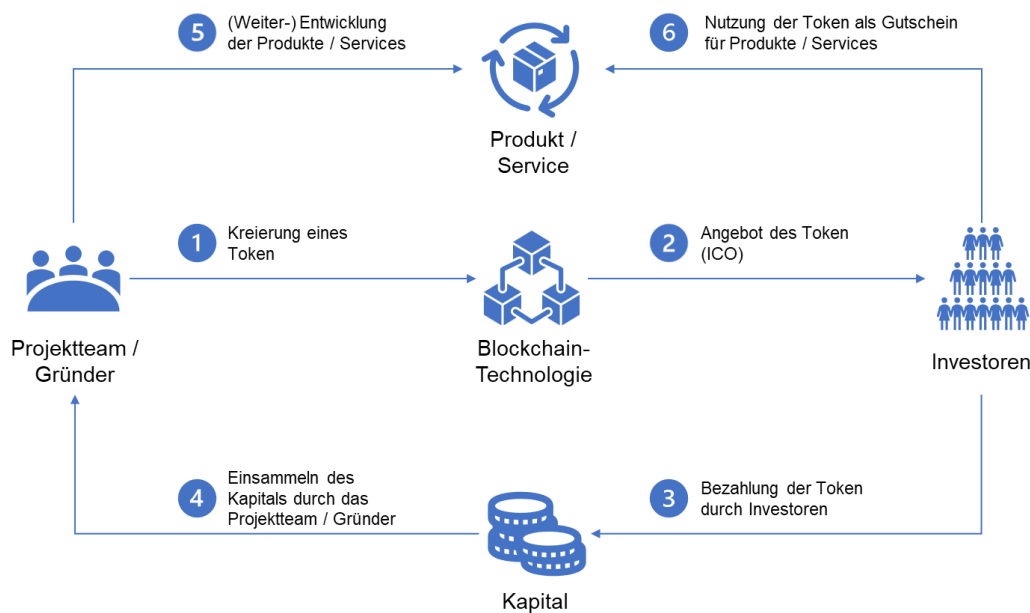 5
(Weiter-) Entwicklung
der Produkte / Services
6
Nutzung der Token als Gutschein
für Produkte / Services
Produkt /
Service
1
Kreierung eines
Token
2
Angebot des Token
(ICO)
Projektteam /
Gründer
Blockchain-
Technologie
Investoren
4
Einsammeln des
Kapitals durch das
Projektteam / Gründer
3
Bezahlung der Token
durch Investoren
Kapital